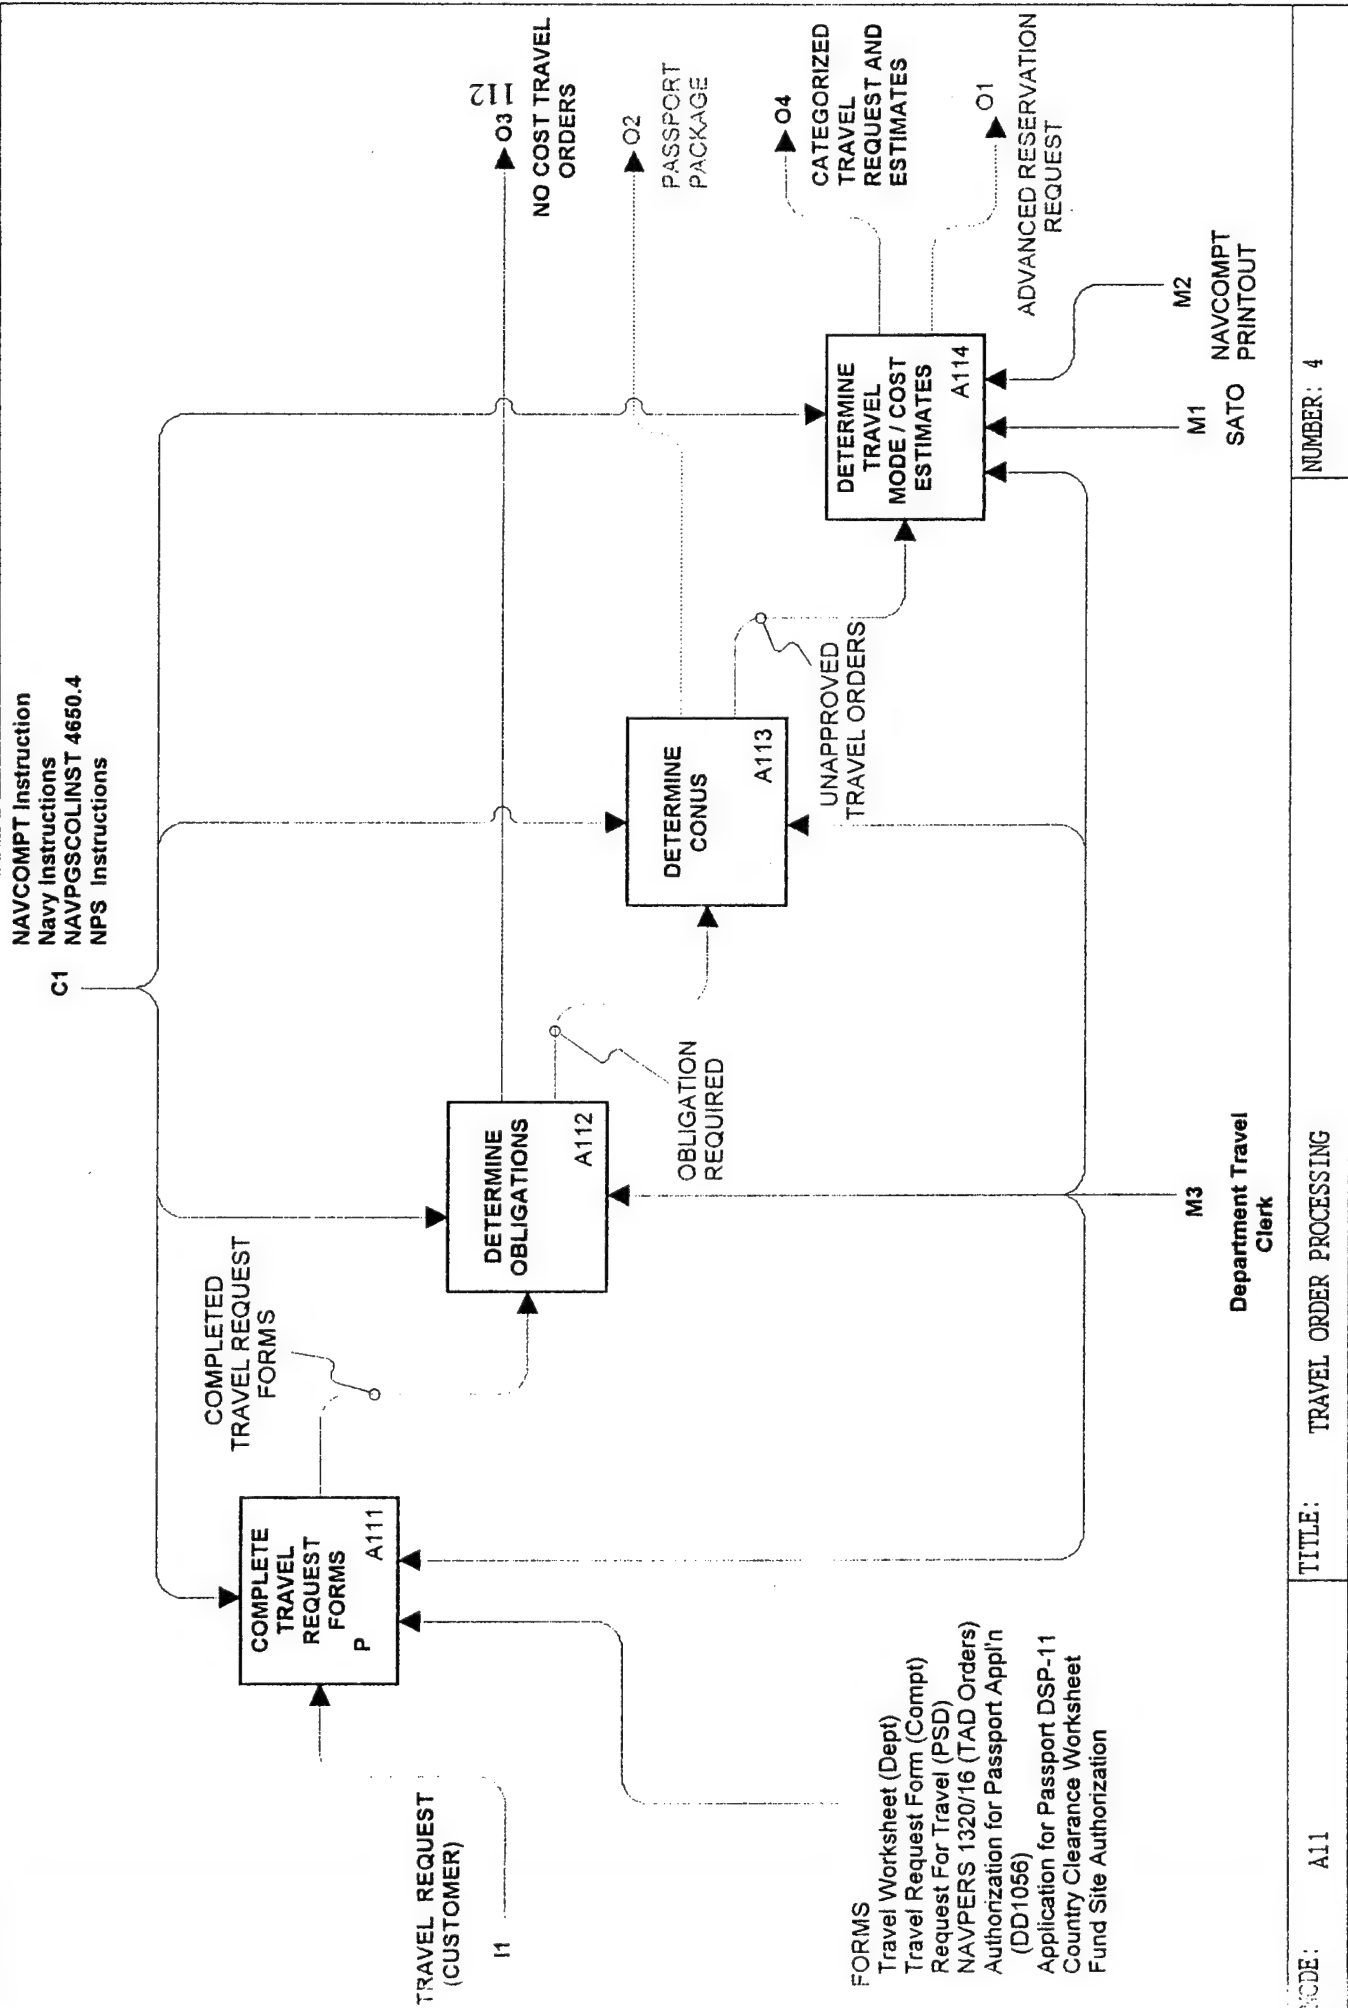 NAVCOMPT Instruction
Navy Instructions
NAVPGSCOLINST 4650.4
NPS Instructions
C1
TRAVEL REQUEST
(CUSTOMER)
I1
COMPLETE
TRAVEL
REQUEST
FORMS
P
A111
COMPLETED
TRAVEL REQUEST
FORMS
DETERMINE
OBLIGATIONS
A112
OBLIGATION
REQUIRED
DETERMINE
CONUS
A113
UNAPPROVED
TRAVEL ORDERS
DETERMINE
TRAVEL
MODE / COST
ESTIMATES
A114
112
O3
NO COST TRAVEL
ORDERS
O2
PASSPORT
PACKAGE
O4
CATEGORIZED
TRAVEL
REQUEST AND
ESTIMATES
O1
ADVANCED RESERVATION
REQUEST
FORMS
Travel Worksheet (Dept)
Travel Request Form (Compt)
Request For Travel (PSD)
NAVPERS 1320/16 (TAD Orders)
Authorization for Passport Appl'n
(DD1056)
Application for Passport DSP-11
Country Clearance Worksheet
Fund Site Authorization
M3
Department Travel
Clerk
M1
SATO
M2
NAVCOMPT
PRINTOUT
A11
TITLE: TRAVEL ORDER PROCESSING
NUMBER: 4